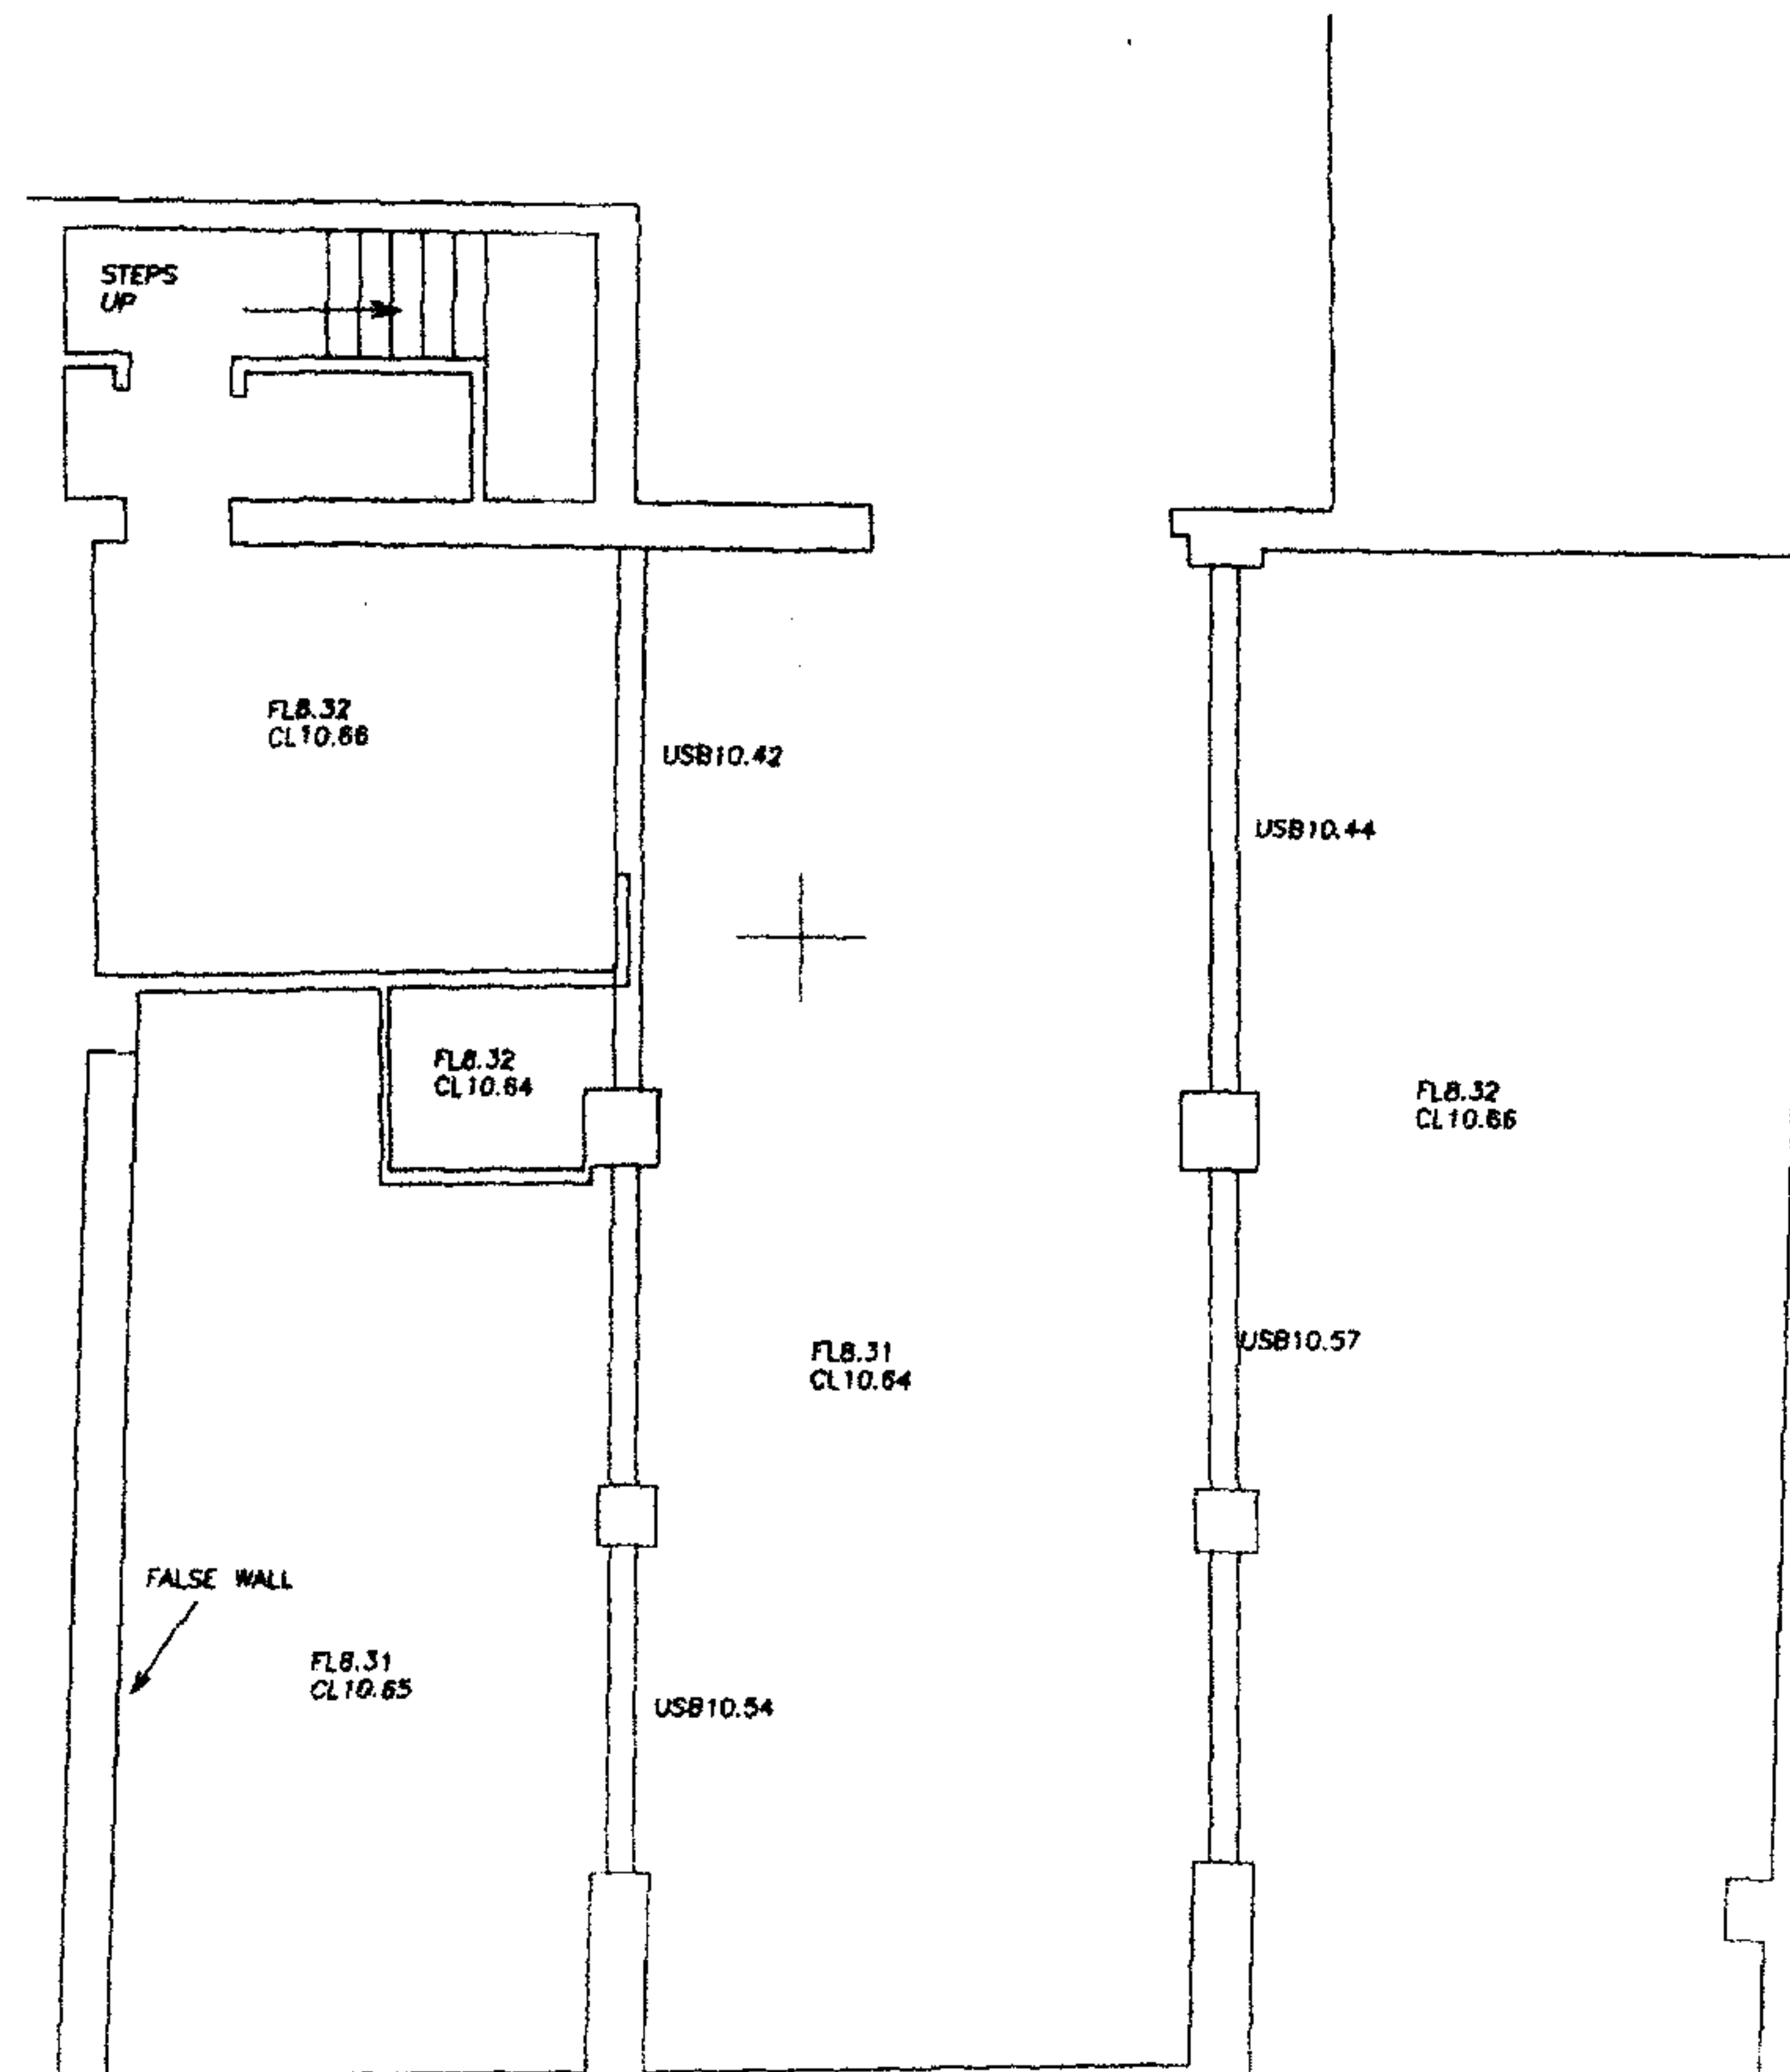 STEPS
UP
FL8.32
CL10.66
USB10.42
USB10.44
FL8.32
CL10.64
FL8.32
CL10.66
FL8.31
CL10.64
USB10.57
FALSE WALL
FL8.31
CL10.65
USB10.54